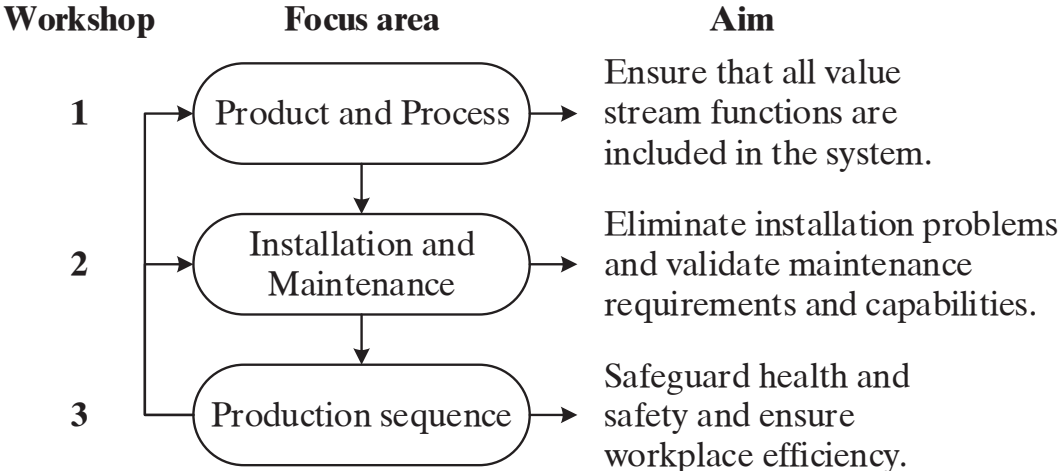 Workshop Focus area Aim
1 Product and Process
Ensure that all value
stream functions are
included in the system.
2 Installation and
Maintenance
Eliminate installation problems
and validate maintenance
requirements and capabilities.
3 Production sequence
Safeguard health and
safety and ensure
workplace efficiency.